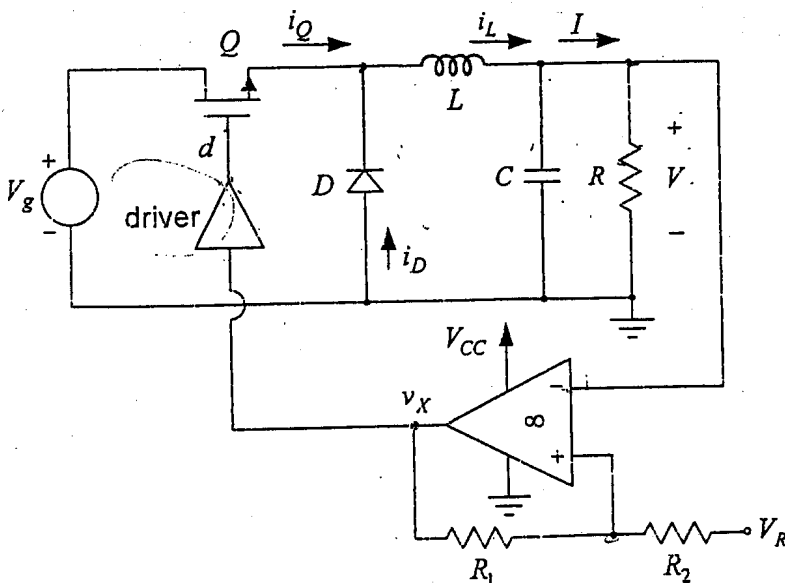 Q
i_Q
i_L
I
L
d
V_g
+
−
driver
D
i_D
C
R
+
V
−
V_CC
v_X
∞
−
+
R_1
R_2
V_R